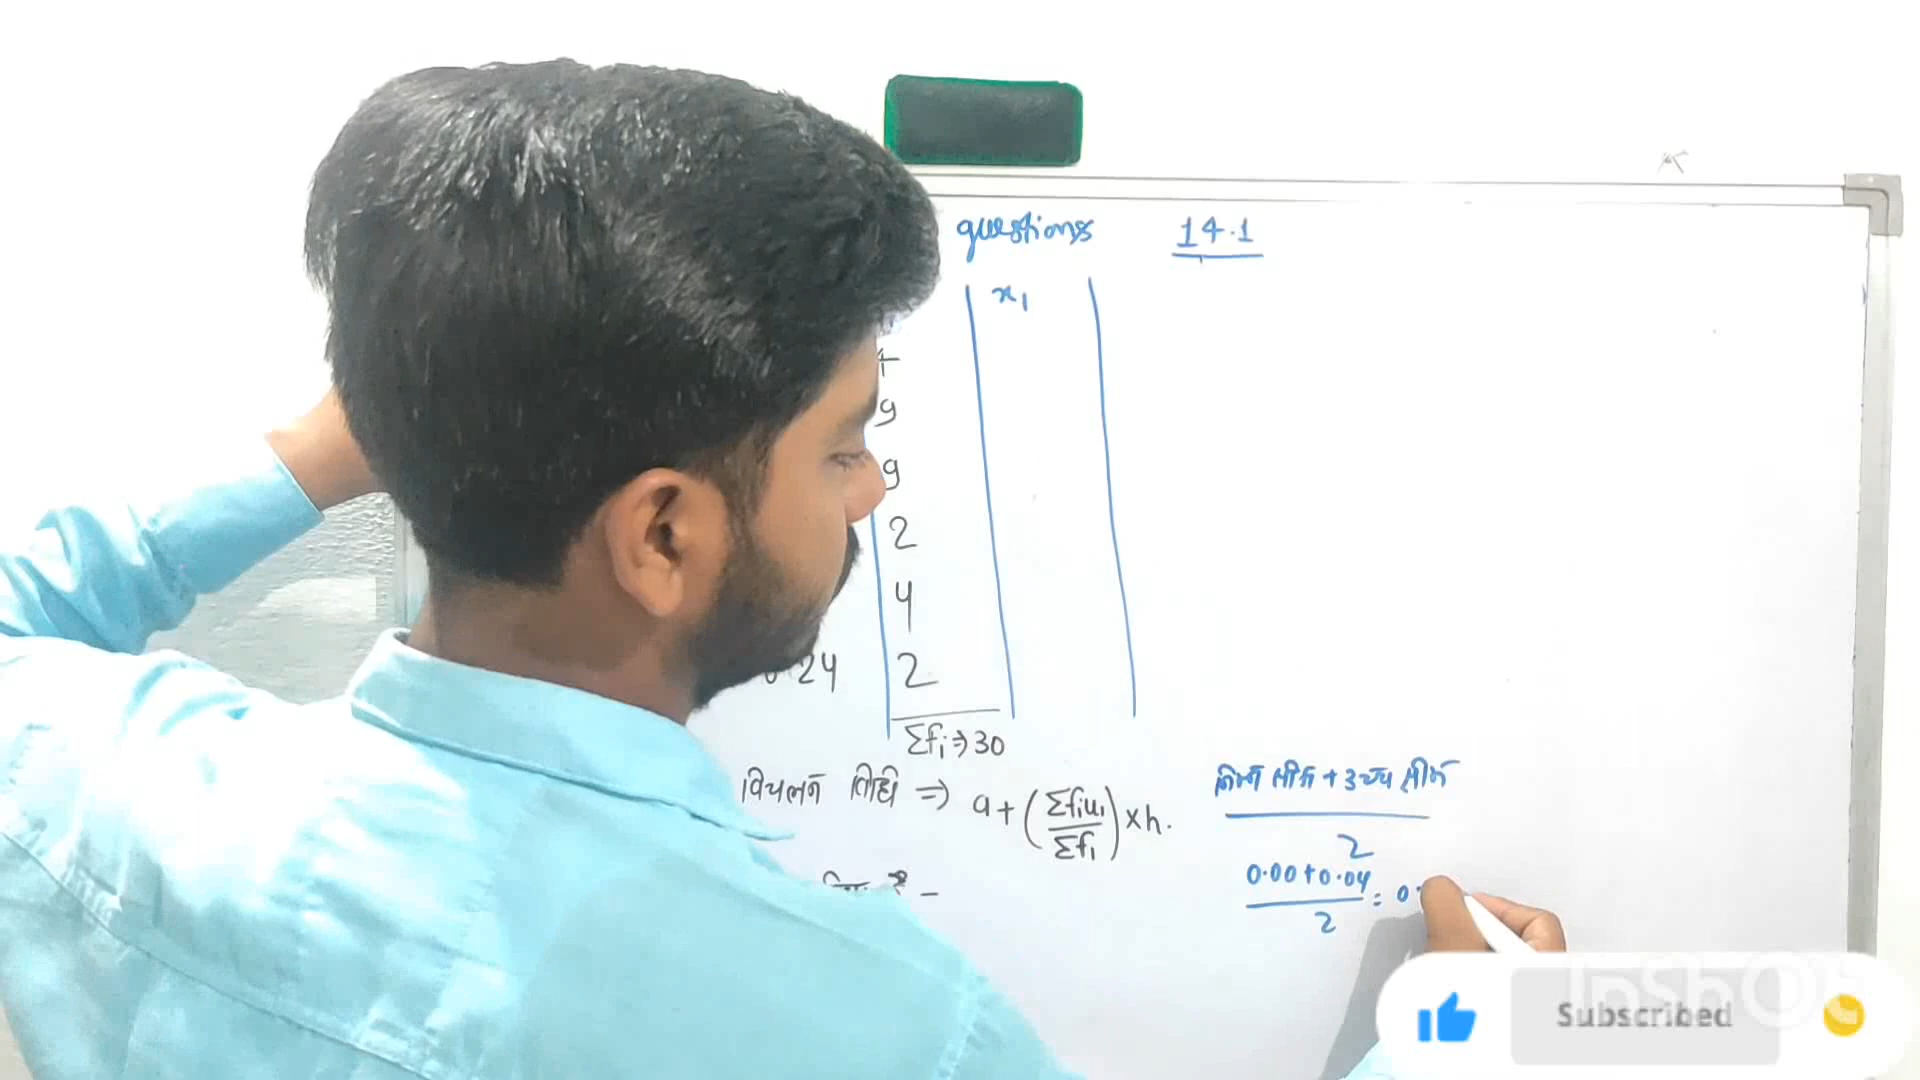 questions 14.1
x₁
9
9
2
4
24 2
Σfᵢ ⇒ 30
विचलन विधि ⇒ a + (Σfᵢuᵢ / Σfᵢ) × h.
निम्न सीमा + उच्च सीमा
2
0.00 + 0.04
2
= 0.
Subscribed
InShOt